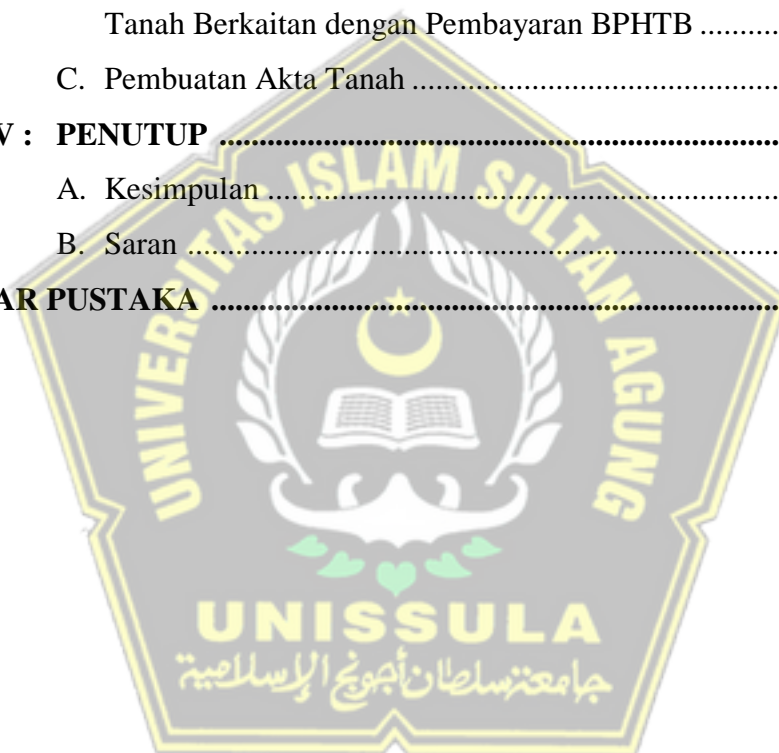 Tanah Berkaitan dengan Pembayaran BPHTB ..........
C. Pembuatan Akta Tanah ......................................................
V : PENUTUP ................................................................................
A. Kesimpulan ..........................................................................
B. Saran .....................................................................................
AR PUSTAKA .................................................................................
UNIVERSITAS ISLAM SULTAN AGUNG
UNISSULA
جامعة سلطان أجونج الإسلامية